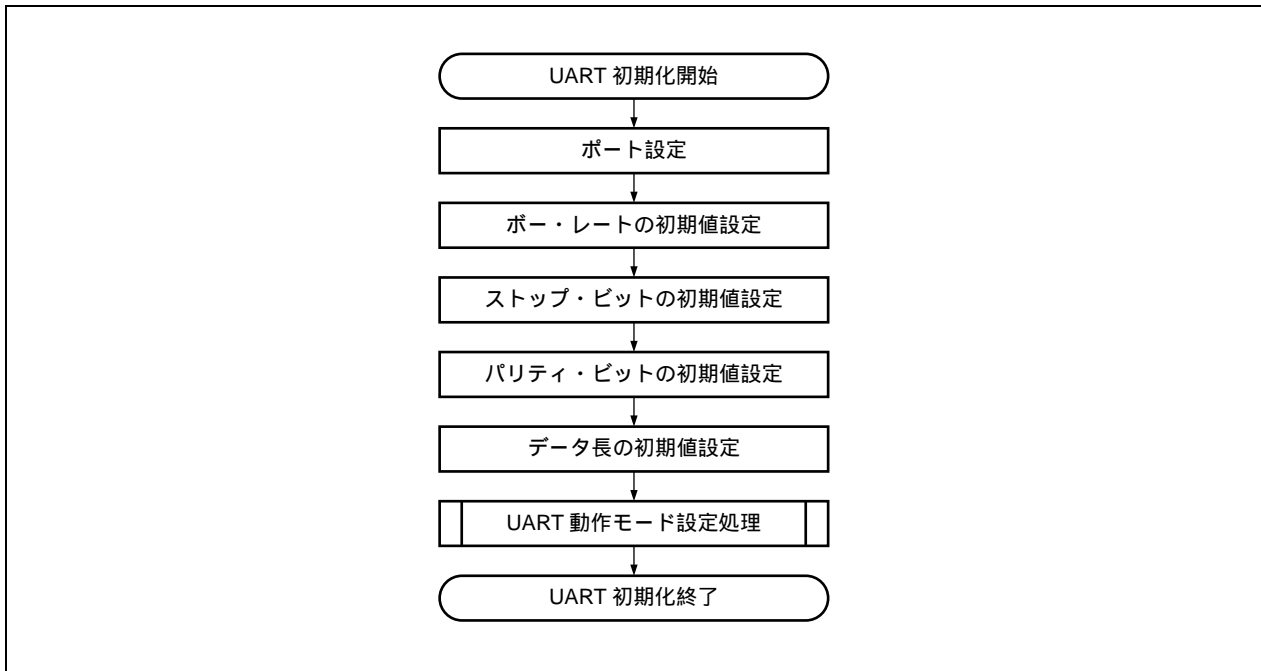 UART 初期化開始
ポート設定
ボー・レートの初期値設定
ストップ・ビットの初期値設定
パリティ・ビットの初期値設定
データ長の初期値設定
UART 動作モード設定処理
UART 初期化終了